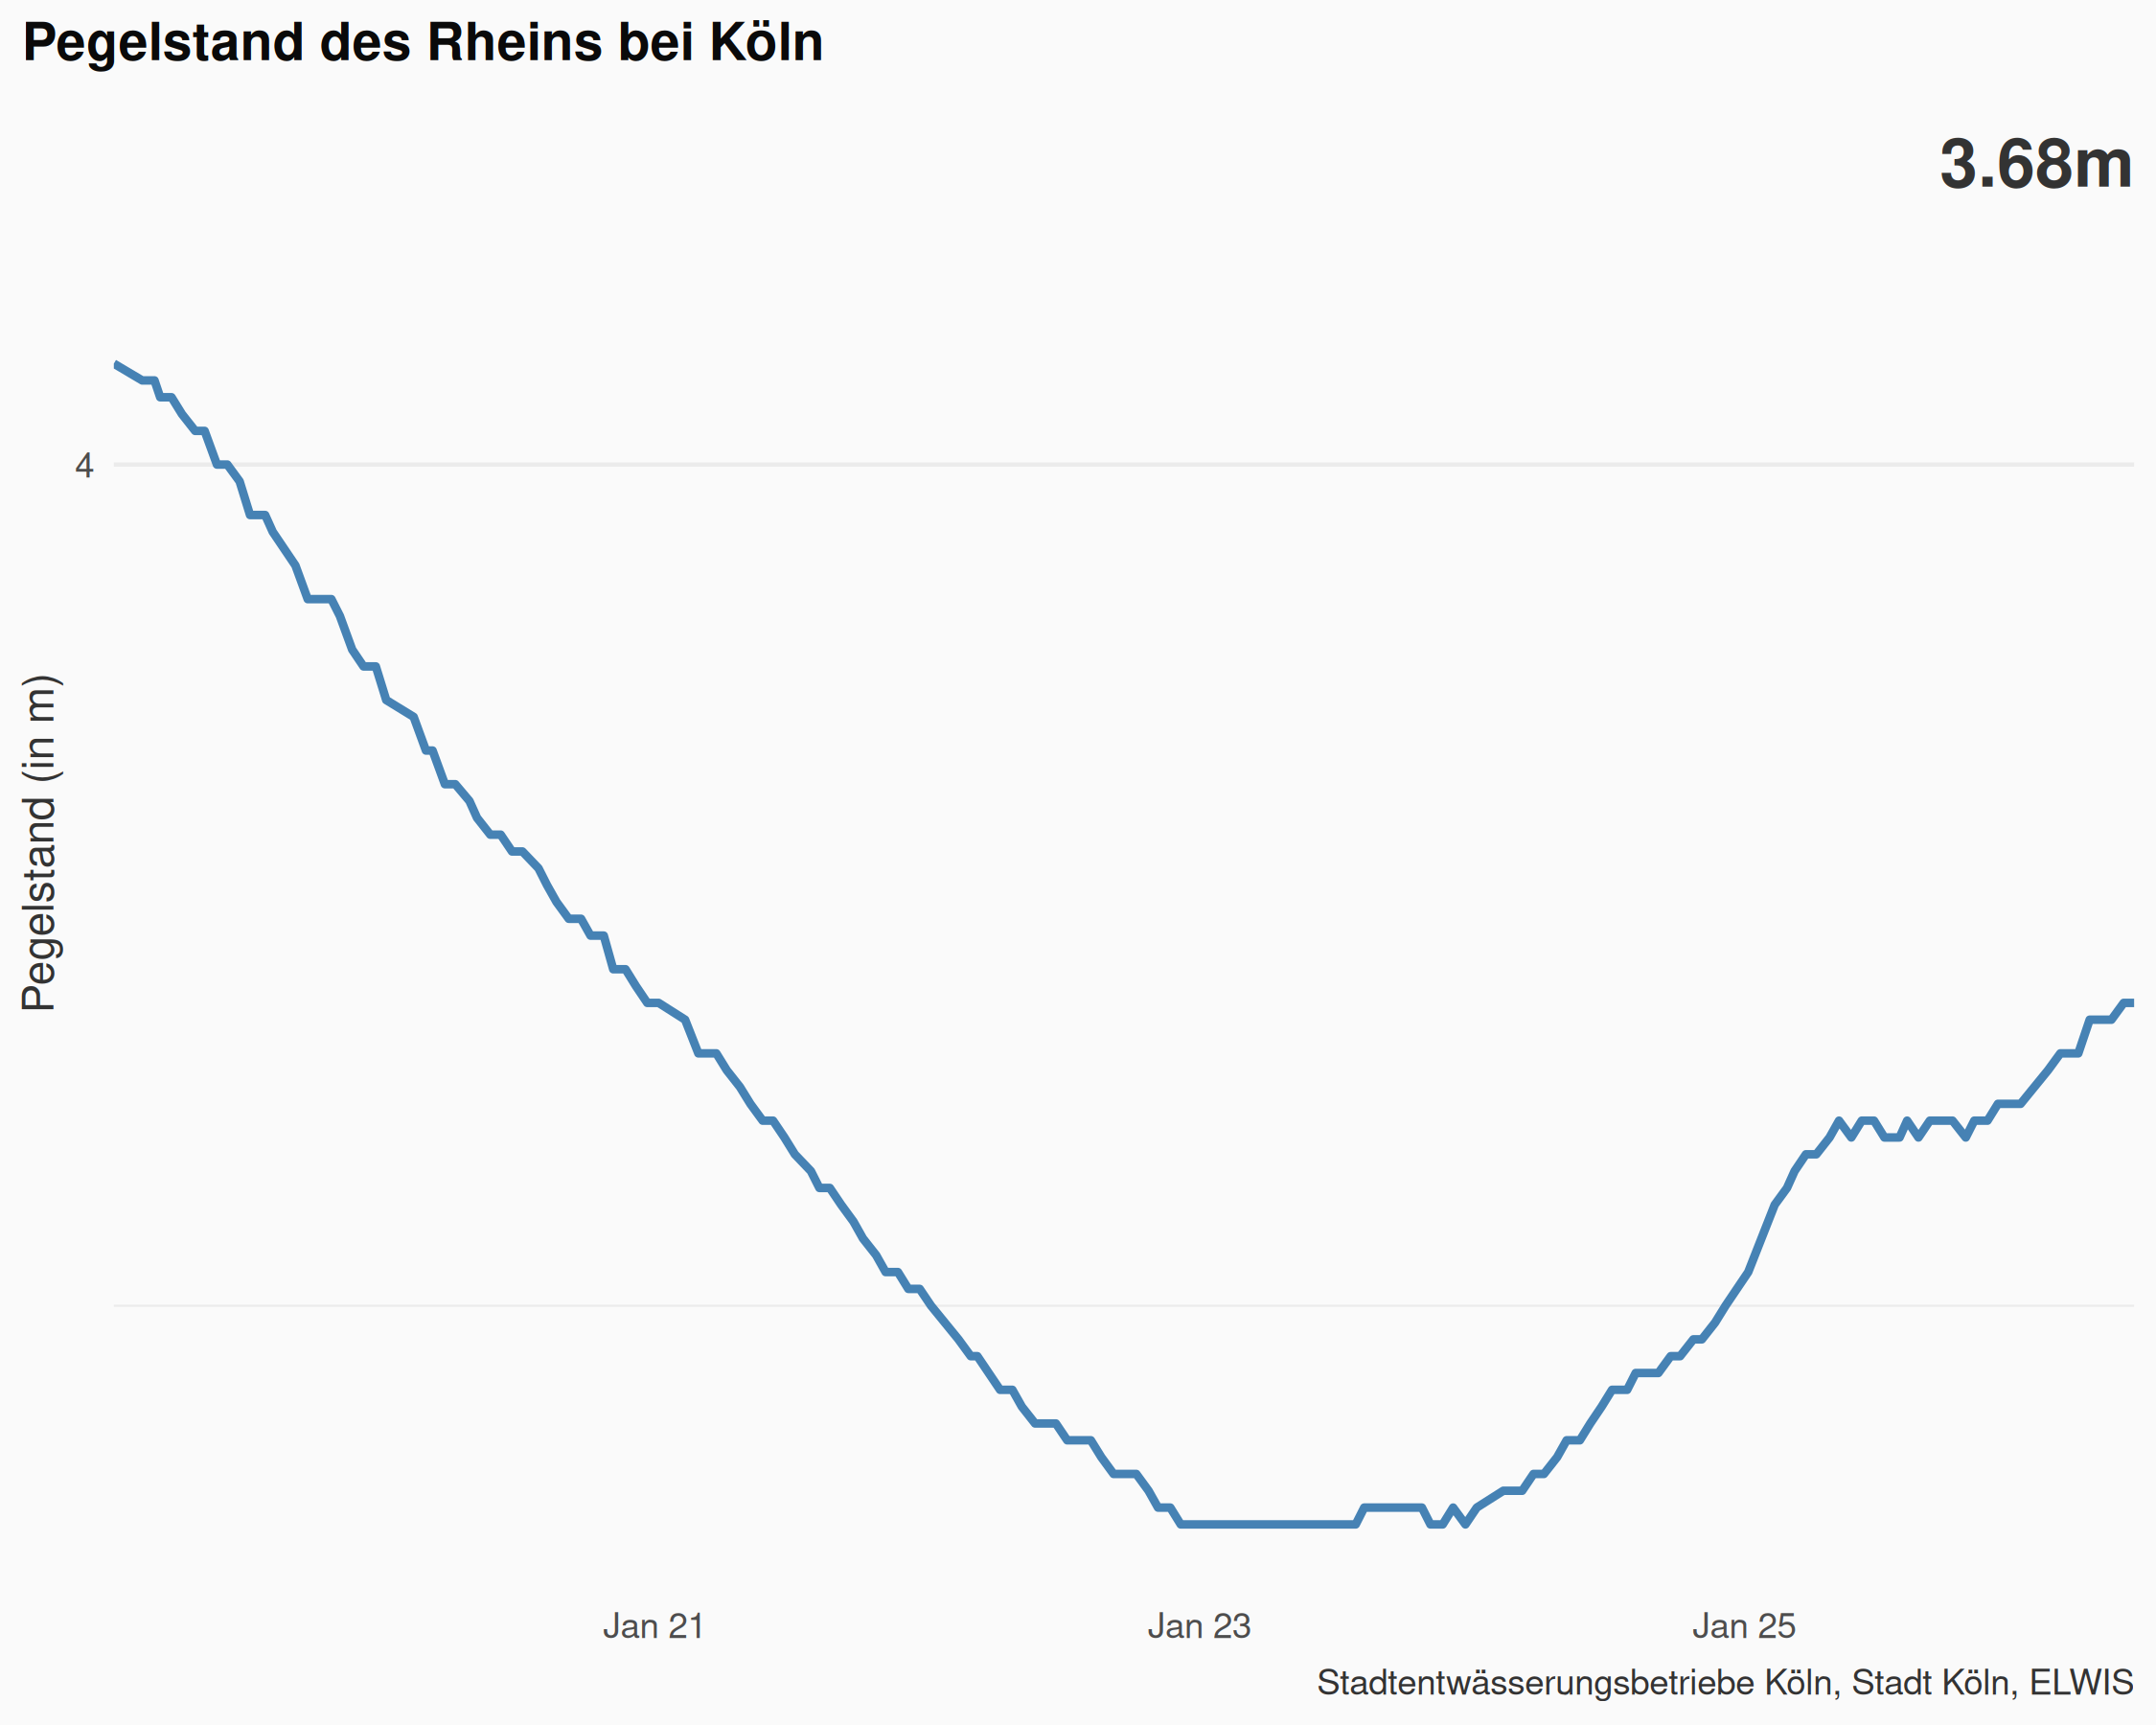 Pegelstand des Rheins bei Köln
3.68m
4
Pegelstand (in m)
Jan 21 Jan 23 Jan 25
Stadtentwässerungsbetriebe Köln, Stadt Köln, ELWIS